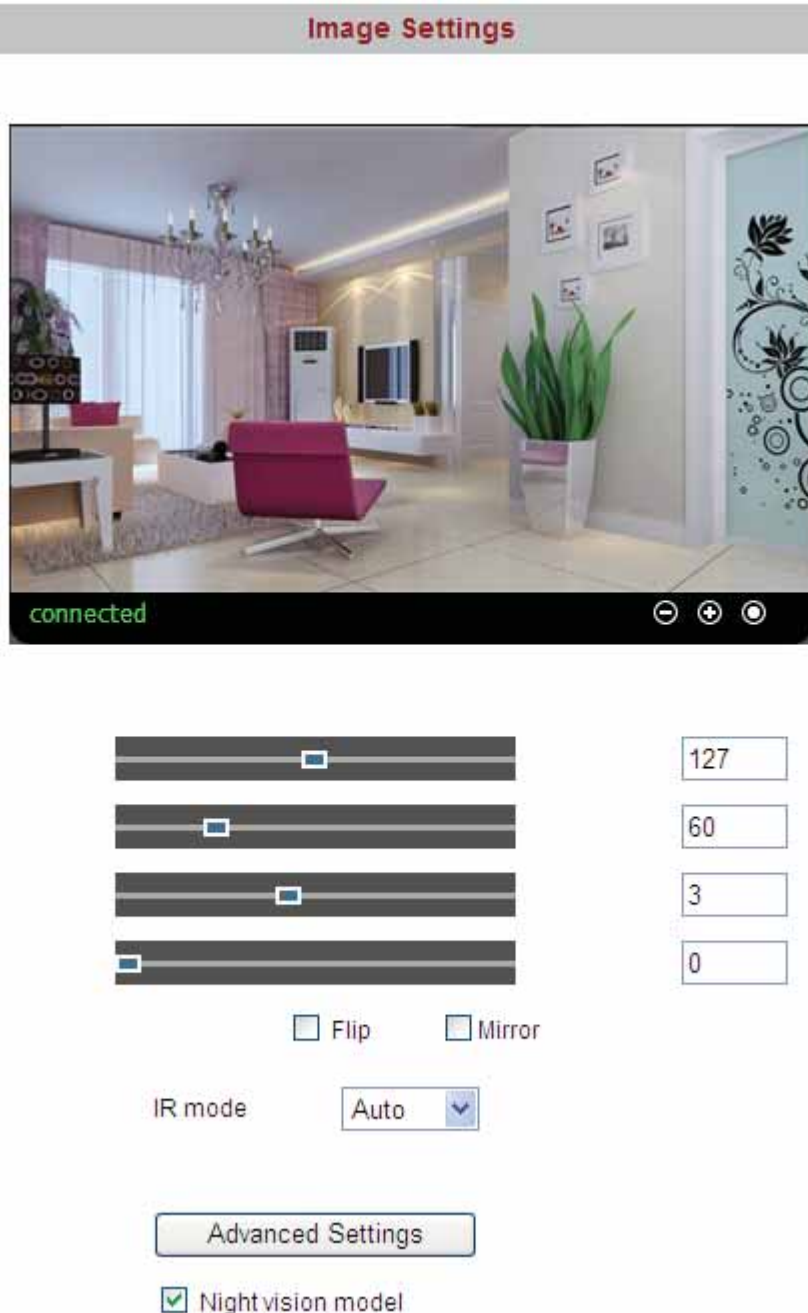 Image Settings
connected
127
60
3
0
Flip Mirror
IR mode Auto
Advanced Settings
Night vision model